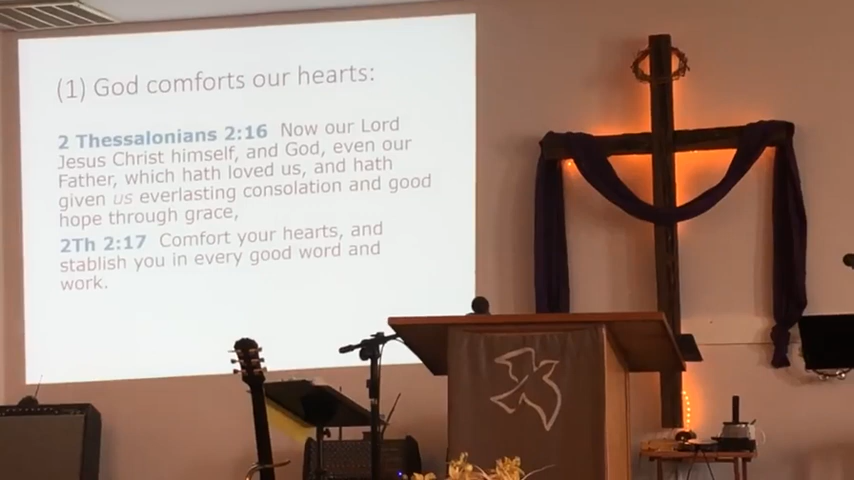 (1) God comforts our hearts:
2 Thessalonians 2:16 Now our Lord
Jesus Christ himself, and God, even our
Father, which hath loved us, and hath
given us everlasting consolation and good
hope through grace,
2Th 2:17 Comfort your hearts, and
stablish you in every good word and
work.